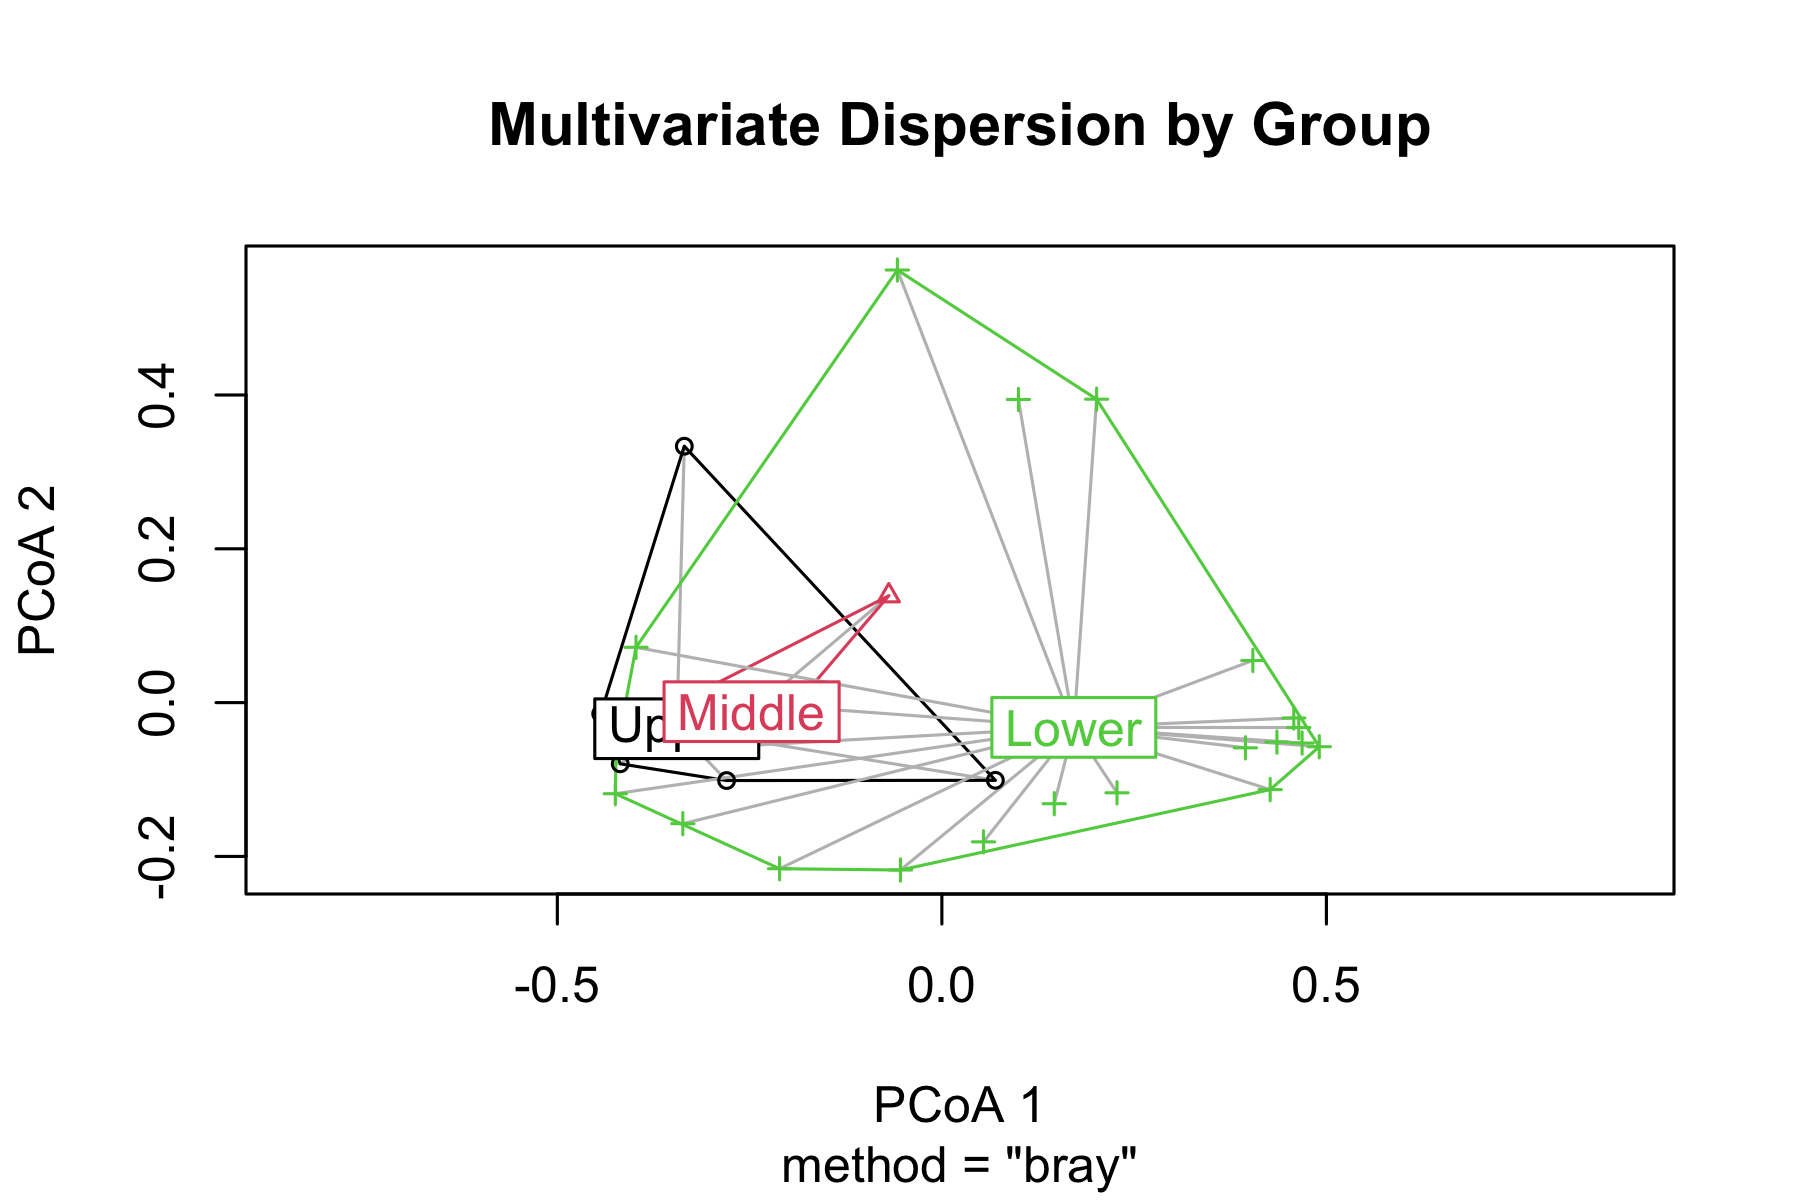 Multivariate Dispersion by Group
PCoA 2
0.4
0.2
0.0
-0.2
Middle
Lower
-0.5 0.0 0.5
PCoA 1
method = "bray"